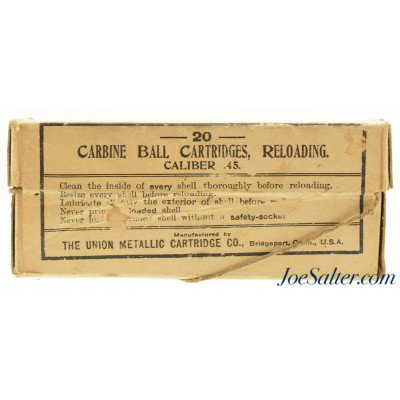 20
CARBINE BALL CARTRIDGES, RELOADING.
CALIBER .45.
Clean the inside of every shell thoroughly before reloading.
Resize every shell before reloading.
Lubricate the exterior of shell before
Never shell
Never shell without a safety-socket
Manufactured by
THE UNION METALLIC CARTRIDGE CO., Bridgeport, U.S.A.
JoeSalter.com